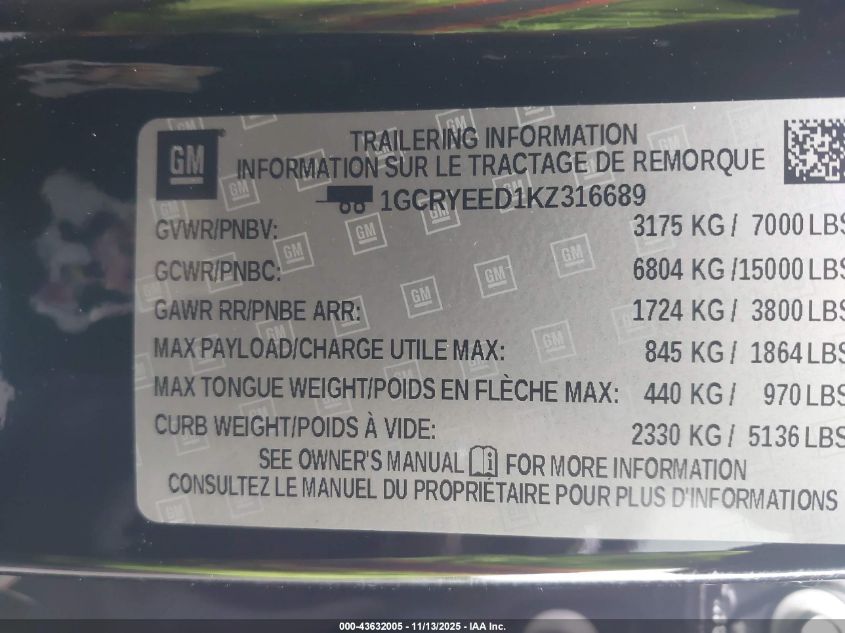 GM
TRAILERING INFORMATION
INFORMATION SUR LE TRACTAGE DE REMORQUE
1GCRYEED1KZ316689
GVWR/PNBV: 3175 KG / 7000 LBS
GCWR/PNBC: 6804 KG /15000 LBS
GAWR RR/PNBE ARR: 1724 KG / 3800 LBS
MAX PAYLOAD/CHARGE UTILE MAX: 845 KG / 1864 LBS
MAX TONGUE WEIGHT/POIDS EN FLÈCHE MAX: 440 KG / 970 LBS
CURB WEIGHT/POIDS À VIDE: 2330 KG / 5136 LBS
SEE OWNER'S MANUAL FOR MORE INFORMATION
CONSULTEZ LE MANUEL DU PROPRIÉTAIRE POUR PLUS D'INFORMATIONS
000-43632005 - 11/13/2025 - IAA Inc.